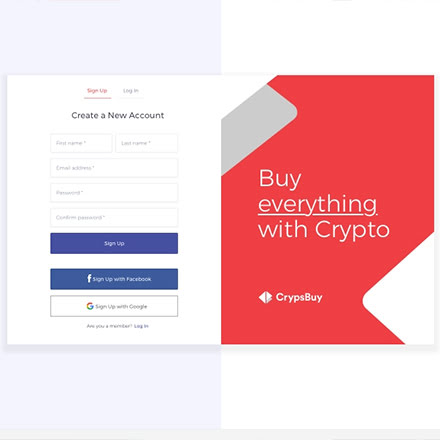 Sign Up
Log In
Create a New Account
First name *
Last name *
Email address *
Password *
Confirm password *
Sign Up
Sign Up with Facebook
Sign Up with Google
Are you a member? Log In
Buy
everything
with Crypto
CrypsBuy